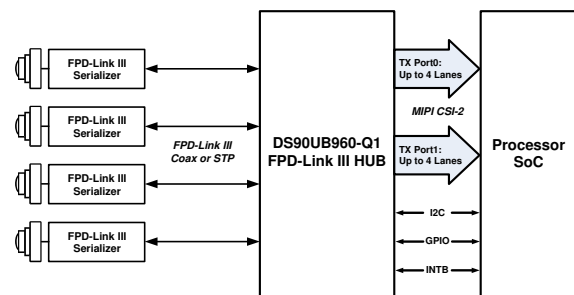 FPD-Link III
Serializer
FPD-Link III
Serializer
FPD-Link III
Serializer
FPD-Link III
Serializer
FPD-Link III
Coax or STP
DS90UB960-Q1
FPD-Link III HUB
TX Port0:
Up to 4 Lanes
MIPI CSI-2
TX Port1:
Up to 4 Lanes
I2C
GPIO
INTB
Processor
SoC